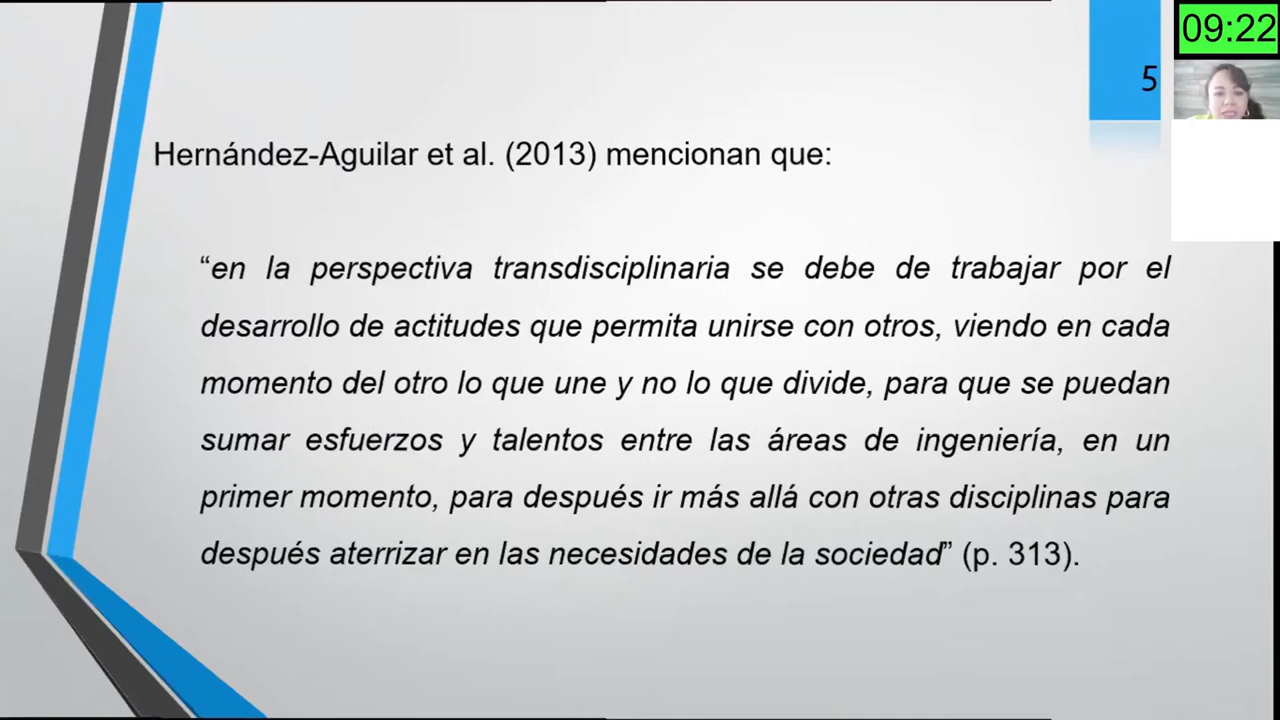 09:22
5
Hernández-Aguilar et al. (2013) mencionan que:
“en la perspectiva transdisciplinaria se debe de trabajar por el
desarrollo de actitudes que permita unirse con otros, viendo en cada
momento del otro lo que une y no lo que divide, para que se puedan
sumar esfuerzos y talentos entre las áreas de ingeniería, en un
primer momento, para después ir más allá con otras disciplinas para
después aterrizar en las necesidades de la sociedad” (p. 313).